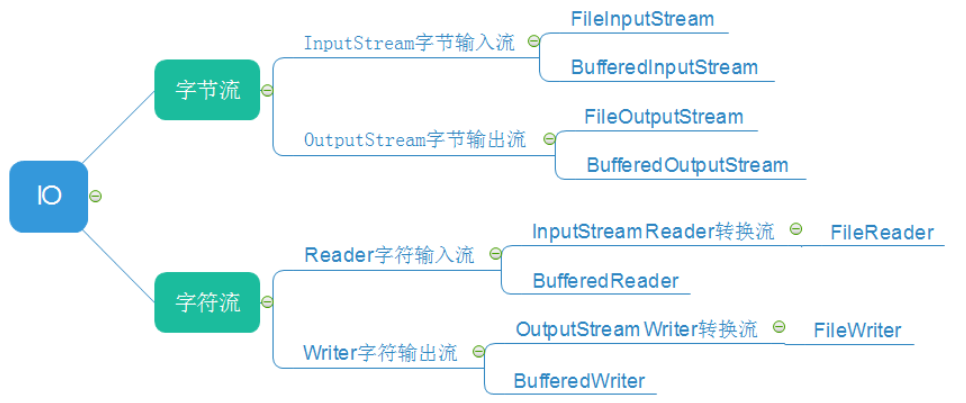 IO
字节流
InputStream字节输入流
FileInputStream
BufferedInputStream
OutputStream字节输出流
FileOutputStream
BufferedOutputStream
字符流
Reader字符输入流
InputStreamReader转换流
FileReader
BufferedReader
Writer字符输出流
OutputStreamWriter转换流
FileWriter
BufferedWriter